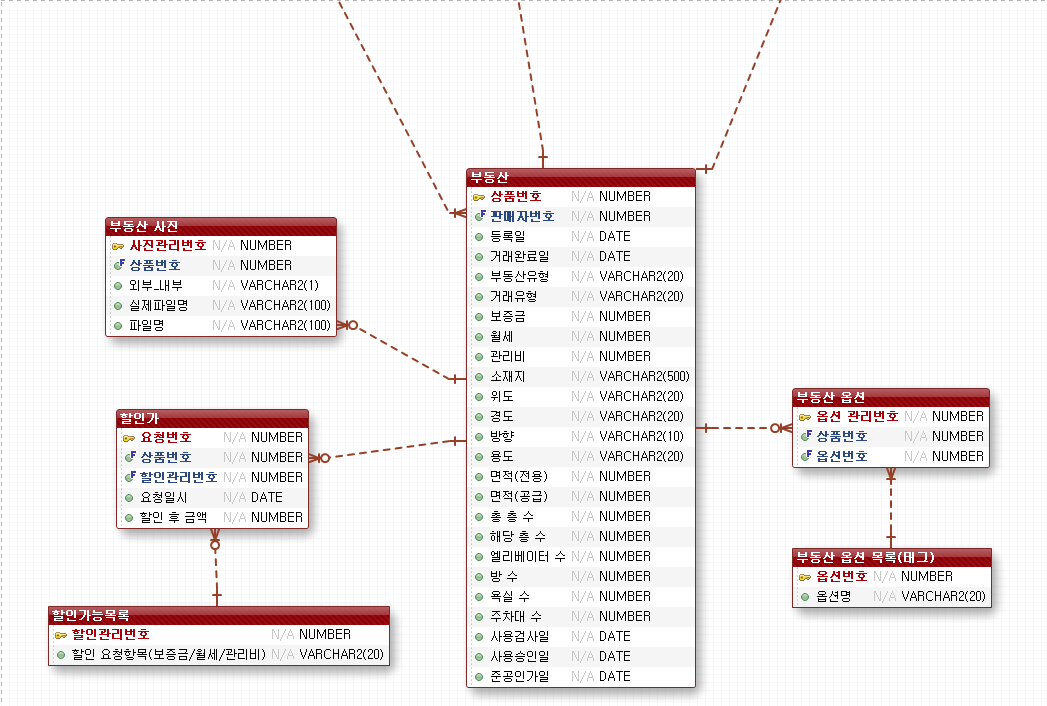 부동산
상품번호 N/A NUMBER
판매자번호 N/A NUMBER
등록일 N/A DATE
거래완료일 N/A DATE
부동산유형 N/A VARCHAR2(20)
거래유형 N/A VARCHAR2(20)
보증금 N/A NUMBER
월세 N/A NUMBER
관리비 N/A NUMBER
소재지 N/A VARCHAR2(500)
위도 N/A VARCHAR2(20)
경도 N/A VARCHAR2(20)
방향 N/A VARCHAR2(10)
용도 N/A VARCHAR2(20)
면적(전용) N/A NUMBER
면적(공급) N/A NUMBER
총 층 수 N/A NUMBER
해당 층 수 N/A NUMBER
엘리베이터 수 N/A NUMBER
방 수 N/A NUMBER
욕실 수 N/A NUMBER
주차대 수 N/A NUMBER
사용검사일 N/A DATE
사용승인일 N/A DATE
준공인가일 N/A DATE
부동산 사진
사진관리번호 N/A NUMBER
상품번호 N/A NUMBER
외부_내부 N/A VARCHAR2(1)
실제파일명 N/A VARCHAR2(100)
파일명 N/A VARCHAR2(100)
할인가
요청번호 N/A NUMBER
상품번호 N/A NUMBER
할인관리번호 N/A NUMBER
요청일시 N/A DATE
할인 후 금액 N/A NUMBER
할인가능목록
할인관리번호 N/A NUMBER
할인 요청항목(보증금/월세/관리비) N/A VARCHAR2(20)
부동산 옵션
옵션 관리번호 N/A NUMBER
상품번호 N/A NUMBER
옵션번호 N/A NUMBER
부동산 옵션 목록(태그)
옵션번호 N/A NUMBER
옵션명 N/A VARCHAR2(20)